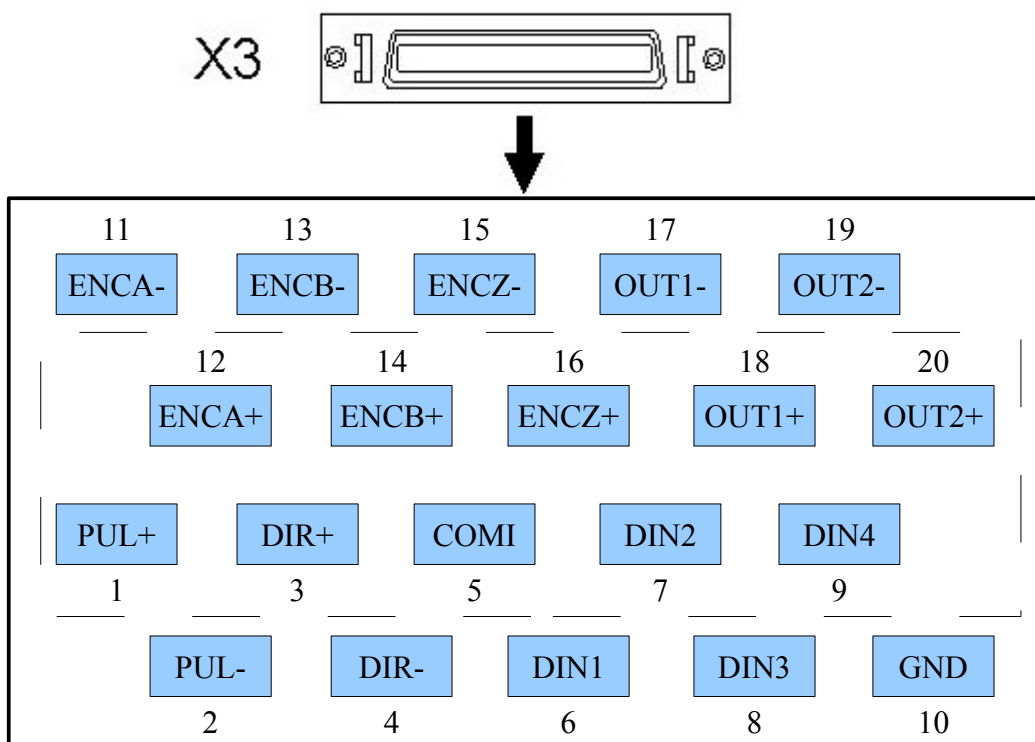 X3
11 13 15 17 19
ENCA- ENCB- ENCZ- OUT1- OUT2-
12 14 16 18 20
ENCA+ ENCB+ ENCZ+ OUT1+ OUT2+
PUL+ DIR+ COMI DIN2 DIN4
1 3 5 7 9
PUL- DIR- DIN1 DIN3 GND
2 4 6 8 10